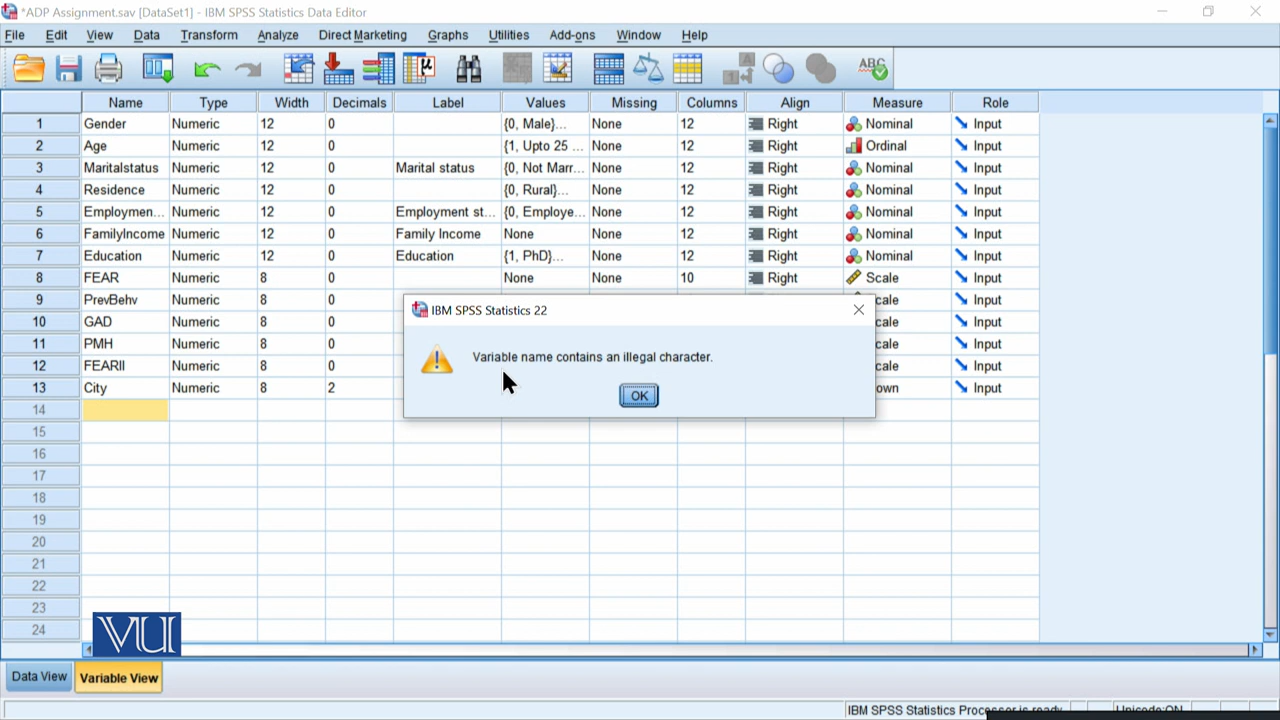 *ADP Assignment.sav [DataSet1] - IBM SPSS Statistics Data Editor
File Edit View Data Transform Analyze Direct Marketing Graphs Utilities Add-ons Window Help
Name Type Width Decimals Label Values Missing Columns Align Measure Role
1 Gender Numeric 12 0 {0, Male}... None 12 Right Nominal Input
2 Age Numeric 12 0 {1, Upto 25 ... None 12 Right Ordinal Input
3 Maritalstatus Numeric 12 0 Marital status {0, Not Marr... None 12 Right Nominal Input
4 Residence Numeric 12 0 {0, Rural}... None 12 Right Nominal Input
5 Employmen... Numeric 12 0 Employment st... {0, Employe... None 12 Right Nominal Input
6 FamilyIncome Numeric 12 0 Family Income None None 12 Right Nominal Input
7 Education Numeric 12 0 Education {1, PhD}... None 12 Right Nominal Input
8 FEAR Numeric 8 0 None None 10 Right Scale Input
9 PrevBehv Numeric 8 0 cale Input
10 GAD Numeric 8 0 cale Input
11 PMH Numeric 8 0 cale Input
12 FEARII Numeric 8 0 cale Input
13 City Numeric 8 2 own Input
IBM SPSS Statistics 22
Variable name contains an illegal character.
OK
14
15
16
17
18
19
20
21
22
23
24
VU
Data View Variable View
IBM SPSS Statistics Processor is ready Unicode:ON